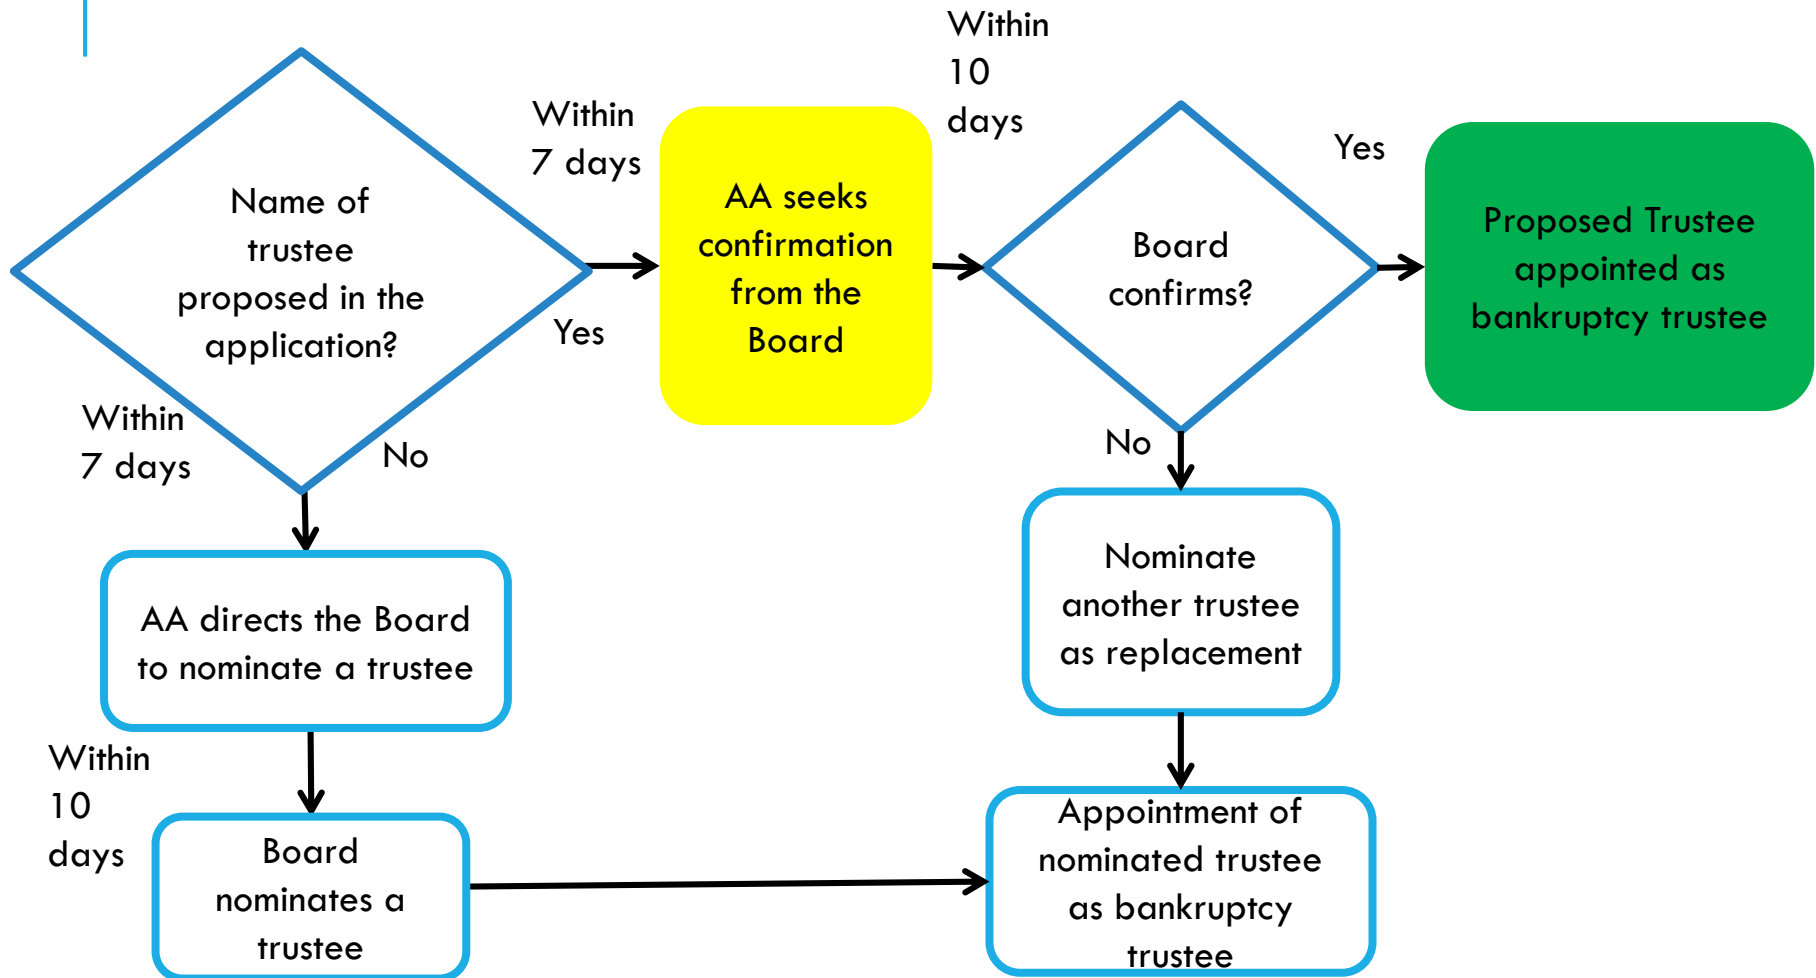 Name of
trustee
proposed in the
application?
Within
7 days
Yes
AA seeks
confirmation
from the
Board
Within
10
days
Board
confirms?
Yes
Proposed Trustee
appointed as
bankruptcy trustee
Within
7 days
No
AA directs the Board
to nominate a trustee
Within
10
days
Board
nominates a
trustee
No
Nominate
another trustee
as replacement
Appointment of
nominated trustee
as bankruptcy
trustee